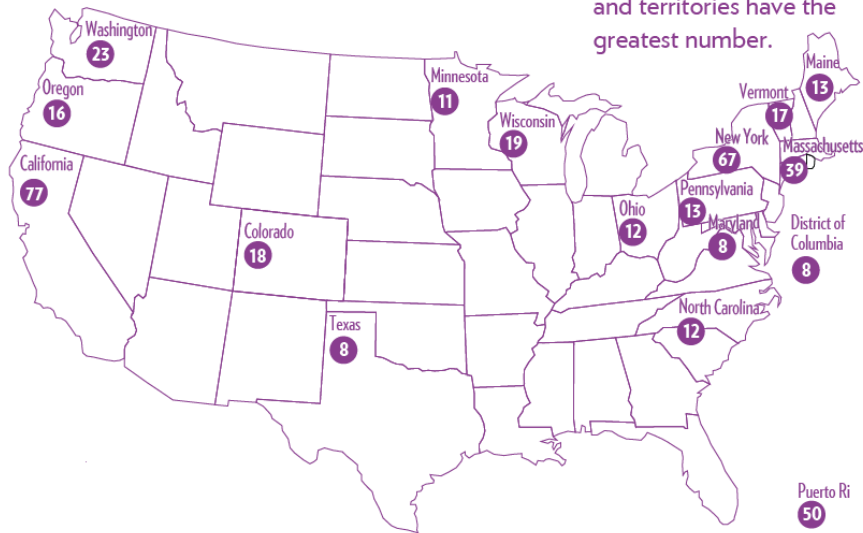 and territories have the
greatest number.
Washington
23
Oregon
16
California
77
Colorado
18
Texas
8
Minnesota
11
Wisconsin
19
Ohio
12
Maine
13
Vermont
17
New York
67
Massachusetts
39
Pennsylvania
13
Maryland
8
District of
Columbia
8
North Carolina
12
Puerto Ri
50